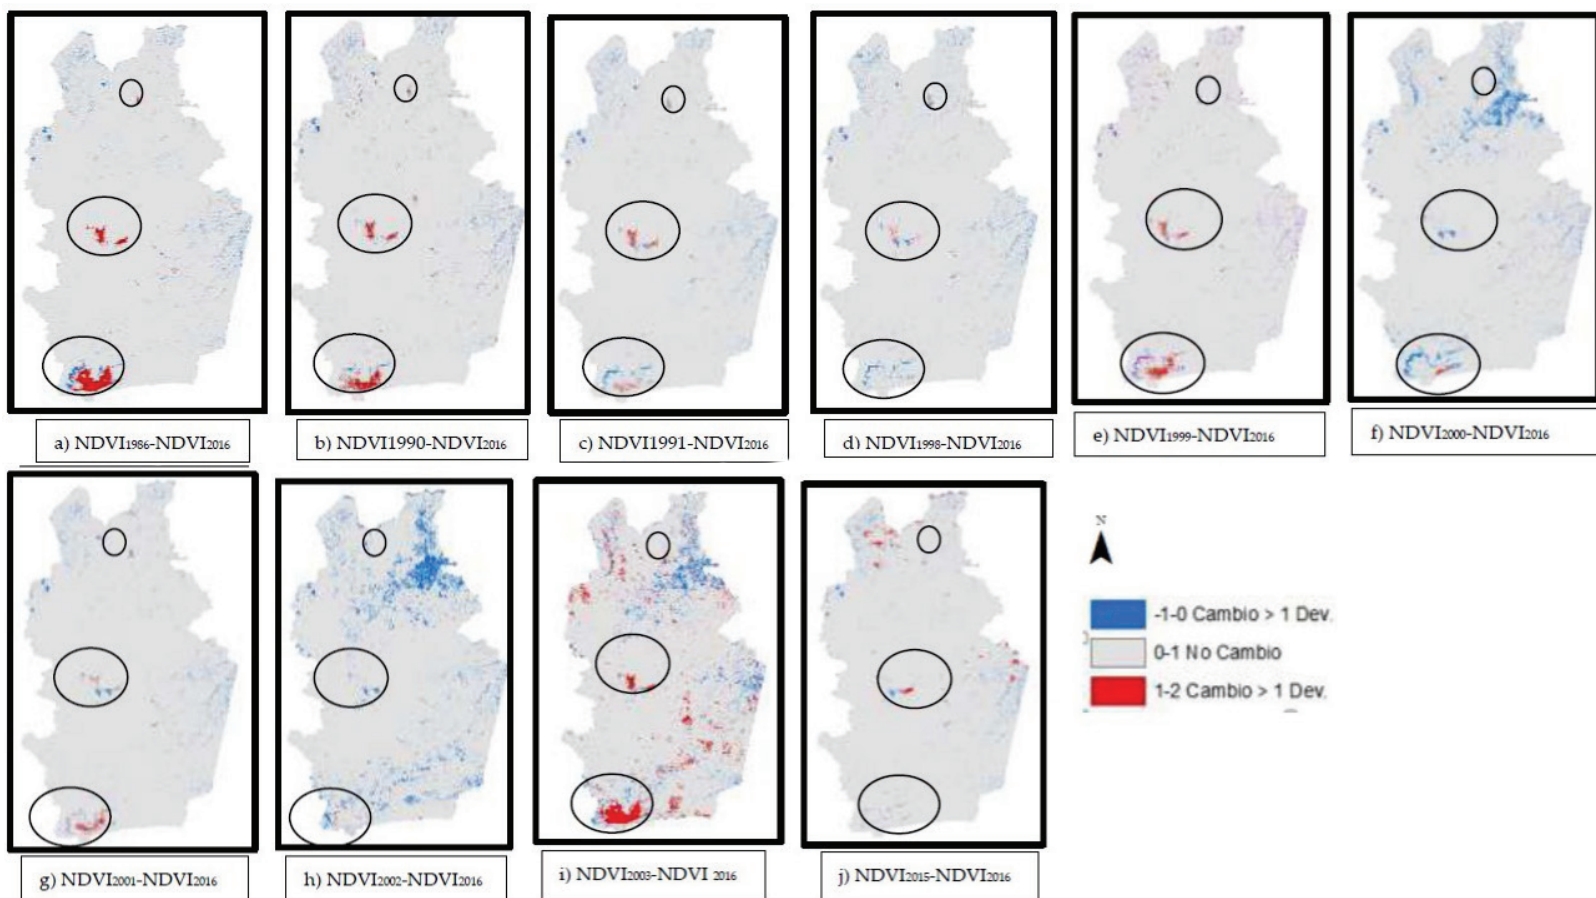 a) NDVI1986-NDVI2016
b) NDVI1990-NDVI2016
c) NDVI1991-NDVI2016
d) NDVI1998-NDVI2016
e) NDVI1999-NDVI2016
f) NDVI2000-NDVI2016
g) NDVI2001-NDVI2016
h) NDVI2002-NDVI2016
i) NDVI2003-NDVI 2016
j) NDVI2015-NDVI2016
N
-1-0 Cambio > 1 Dev.
0-1 No Cambio
1-2 Cambio > 1 Dev.